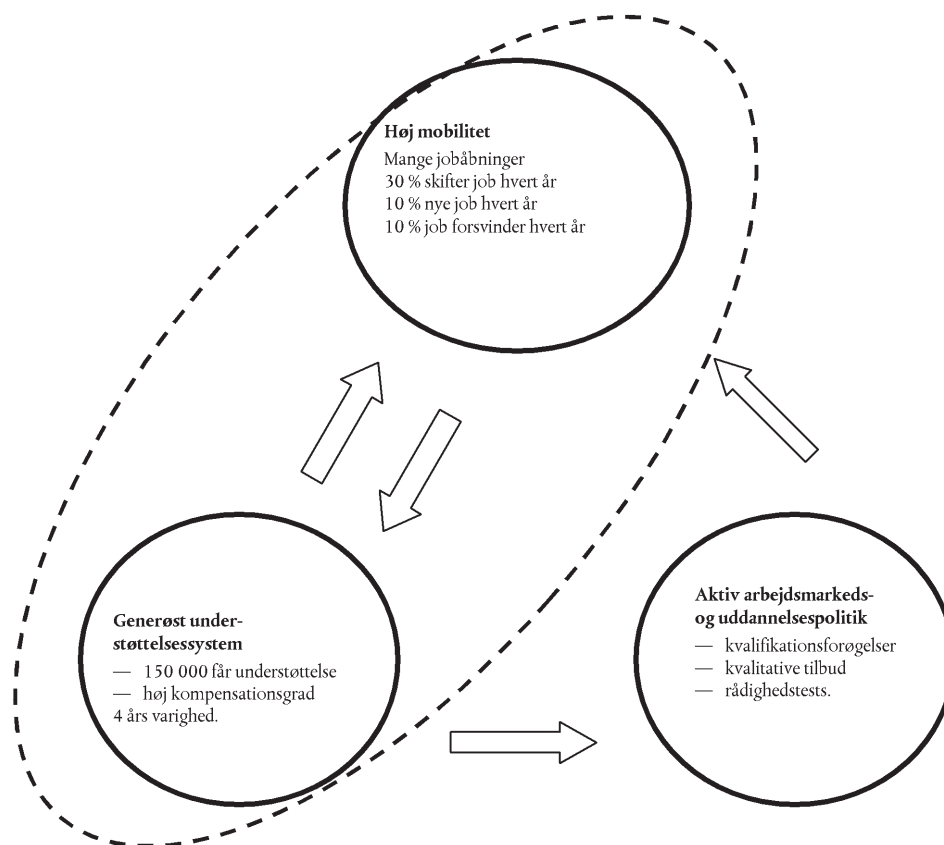 Høj mobilitet
Mange jobåbninger
30 % skifter job hvert år
10 % nye job hvert år
10 % job forsvinder hvert år
Generøst under-
støttelsessystem
— 150 000 får understøttelse
— høj kompensationsgrad
4 års varighed.
Aktiv arbejdsmarkeds-
og uddannelsespolitik
— kvalifikationsforøgelser
— kvalitative tilbud
— rådighedstests.